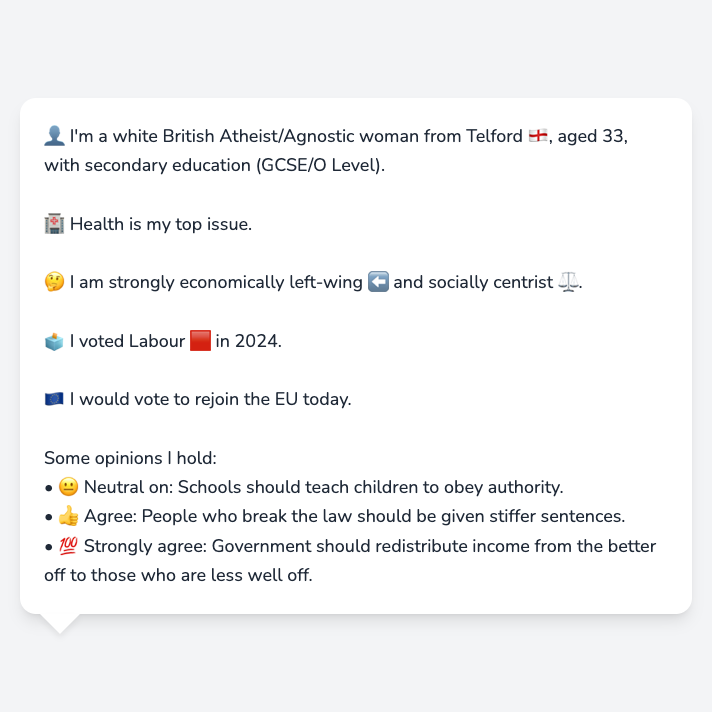 👤 I'm a white British Atheist/Agnostic woman from Telford 🏴󠁧󠁢󠁥󠁮󠁧󠁿, aged 33,
with secondary education (GCSE/O Level).
🏥 Health is my top issue.
🤔 I am strongly economically left-wing ⬅️ and socially centrist ⚖️.
🗳️ I voted Labour 🟥 in 2024.
🇪🇺 I would vote to rejoin the EU today.
Some opinions I hold:
• 😐 Neutral on: Schools should teach children to obey authority.
• 👍 Agree: People who break the law should be given stiffer sentences.
• 💯 Strongly agree: Government should redistribute income from the better
off to those who are less well off.